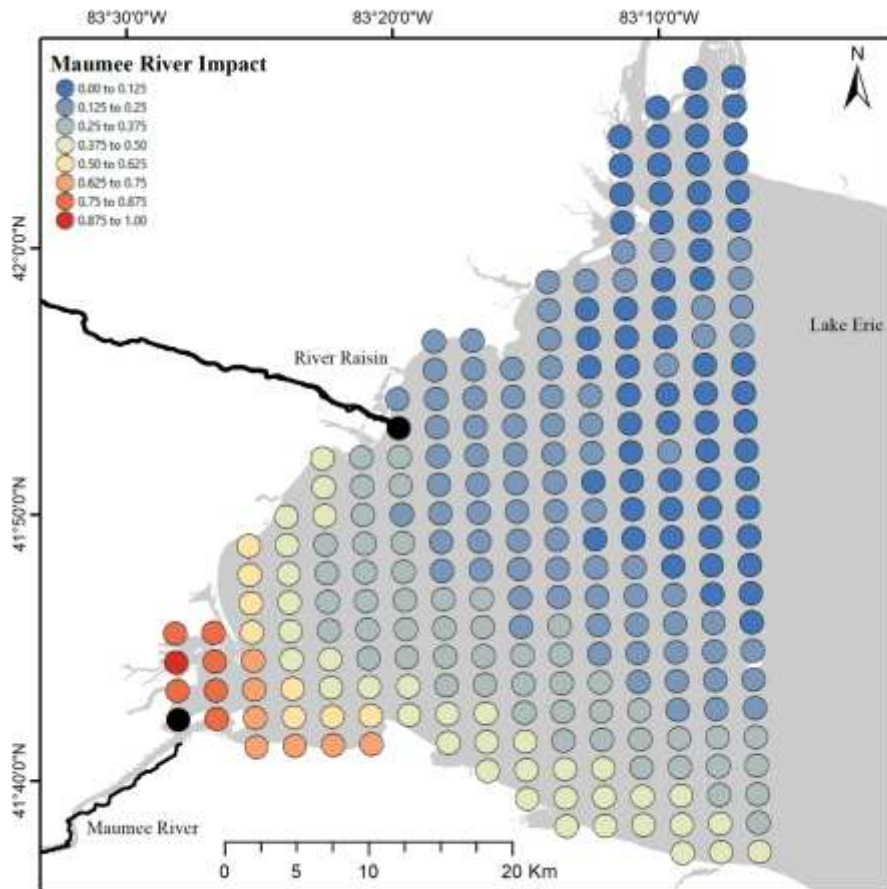 83°30'0"W 83°20'0"W 83°10'0"W
Maumee River Impact
0.00 to 0.125
0.125 to 0.25
0.25 to 0.375
0.375 to 0.50
0.50 to 0.625
0.625 to 0.75
0.75 to 0.875
0.875 to 1.00
N
42°0'0"N
Lake Erie
River Raisin
41°50'0"N
41°40'0"N
Maumee River
0 5 10 20 Km